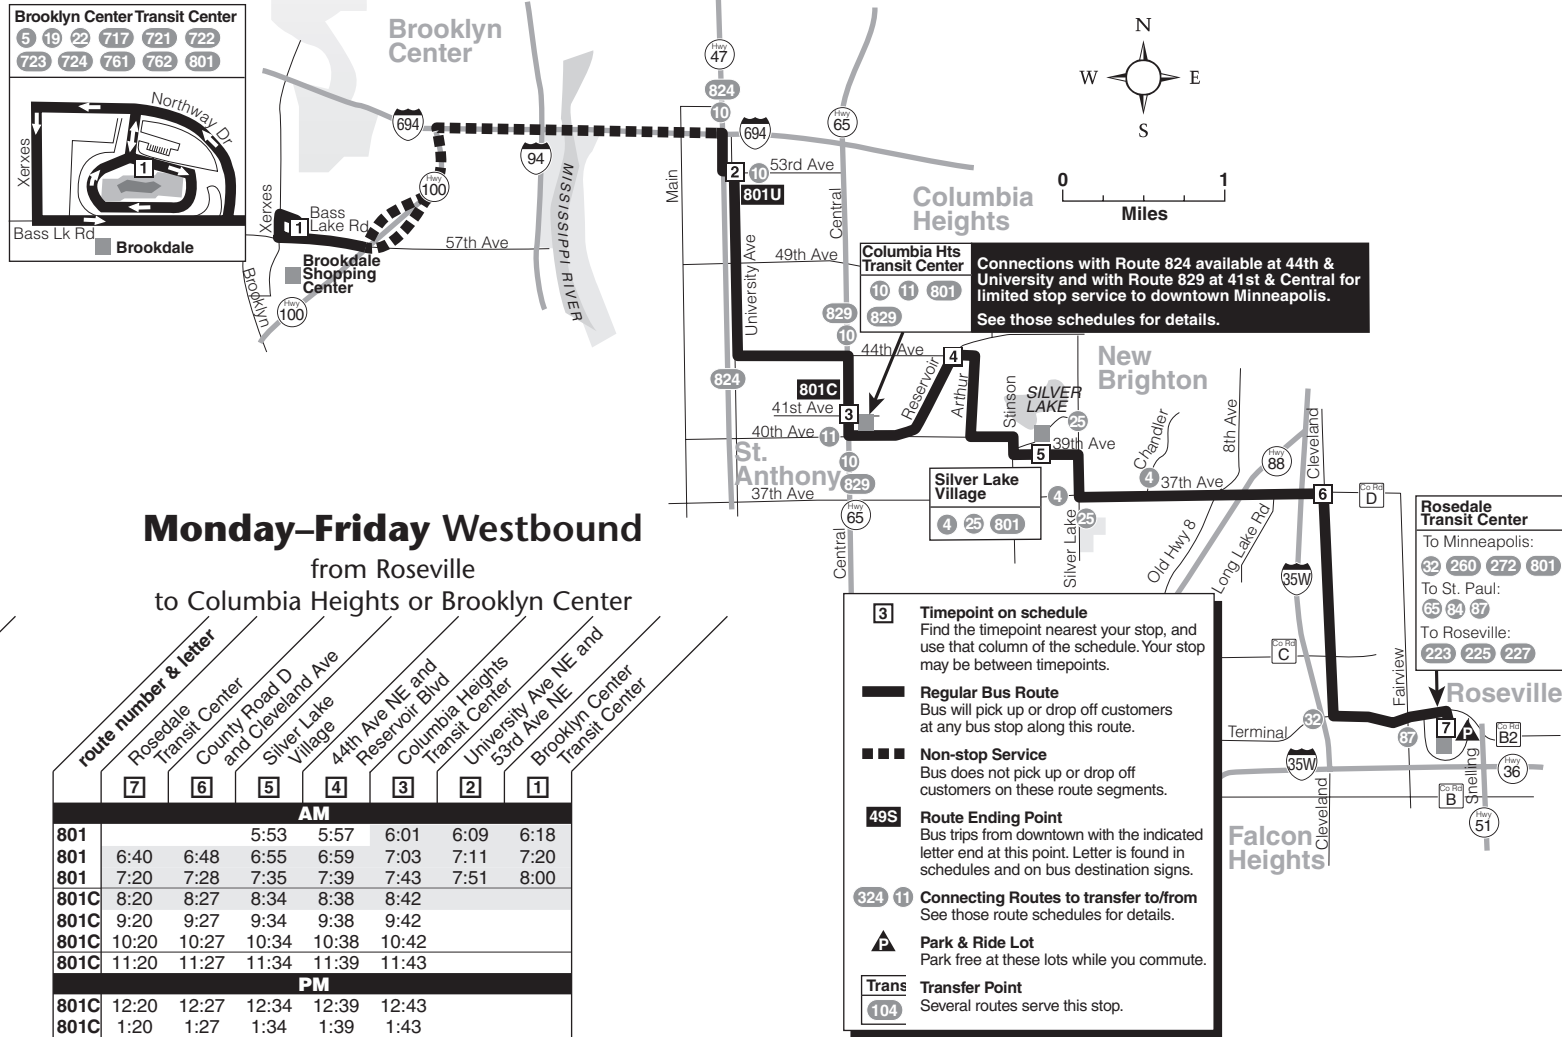 Brooklyn Center Transit Center
5 19 22 717 721 722
723 724 761 762 801
Northway Dr
Xerxes
1
Bass Lk Rd
Brookdale
Brooklyn
Center
Hwy
47
824
10
694
694
94
Hwy
65
Hwy
100
MISSISSIPPI RIVER
Main
2
10
53rd Ave
801U
Central
Xerxes
1
Bass
Lake Rd
57th Ave
Brookdale
Shopping
Center
Brooklyn
Hwy
100
University Ave
49th Ave
N
W
E
S
0
1
Miles
Columbia
Heights
Columbia Hts
Transit Center
10 11 801
829
Connections with Route 824 available at 44th &
University and with Route 829 at 41st & Central for
limited stop service to downtown Minneapolis.
See those schedules for details.
829
10
44th Ave
4
824
801C
Reservoir
Arthur
Stinson
SILVER
LAKE
New
Brighton
41st Ave
3
40th Ave
11
25
39th Ave
5
Chandler
8th Ave
Cleveland
Hwy
88
St.
Anthony
10
829
37th Ave
Hwy
65
Central
Silver Lake
Village
4 25 801
4
25
Silver Lake
4
37th Ave
6
Co Rd
D
Old Hwy 8
Long Lake Rd
35W
Rosedale
Transit Center
To Minneapolis:
32 260 272 801
To St. Paul:
65 84 87
To Roseville:
223 225 227
Co Rd
C
Fairview
Roseville
Terminal
32
87
7
P
Co Rd
B2
35W
Snelling
Hwy
36
Co Rd
B
Hwy
51
Cleveland
Falcon
Heights
Monday–Friday Westbound
from Roseville
to Columbia Heights or Brooklyn Center
route number & letter
Rosedale
Transit Center
County Road D
and Cleveland Ave
Silver Lake
Village
44th Ave NE and
Reservoir Blvd
Columbia Heights
Transit Center
University Ave NE and
53rd Ave NE
Brooklyn Center
Transit Center
7 6 5 4 3 2 1
AM
801 5:53 5:57 6:01 6:09 6:18
801 6:40 6:48 6:55 6:59 7:03 7:11 7:20
801 7:20 7:28 7:35 7:39 7:43 7:51 8:00
801C 8:20 8:27 8:34 8:38 8:42
801C 9:20 9:27 9:34 9:38 9:42
801C 10:20 10:27 10:34 10:38 10:42
801C 11:20 11:27 11:34 11:39 11:43
PM
801C 12:20 12:27 12:34 12:39 12:43
801C 1:20 1:27 1:34 1:39 1:43
3 Timepoint on schedule
Find the timepoint nearest your stop, and
use that column of the schedule. Your stop
may be between timepoints.
Regular Bus Route
Bus will pick up or drop off customers
at any bus stop along this route.
Non-stop Service
Bus does not pick up or drop off
customers on these route segments.
49S Route Ending Point
Bus trips from downtown with the indicated
letter end at this point. Letter is found in
schedules and on bus destination signs.
324 11 Connecting Routes to transfer to/from
See those route schedules for details.
P Park & Ride Lot
Park free at these lots while you commute.
Trans Transfer Point
104 Several routes serve this stop.